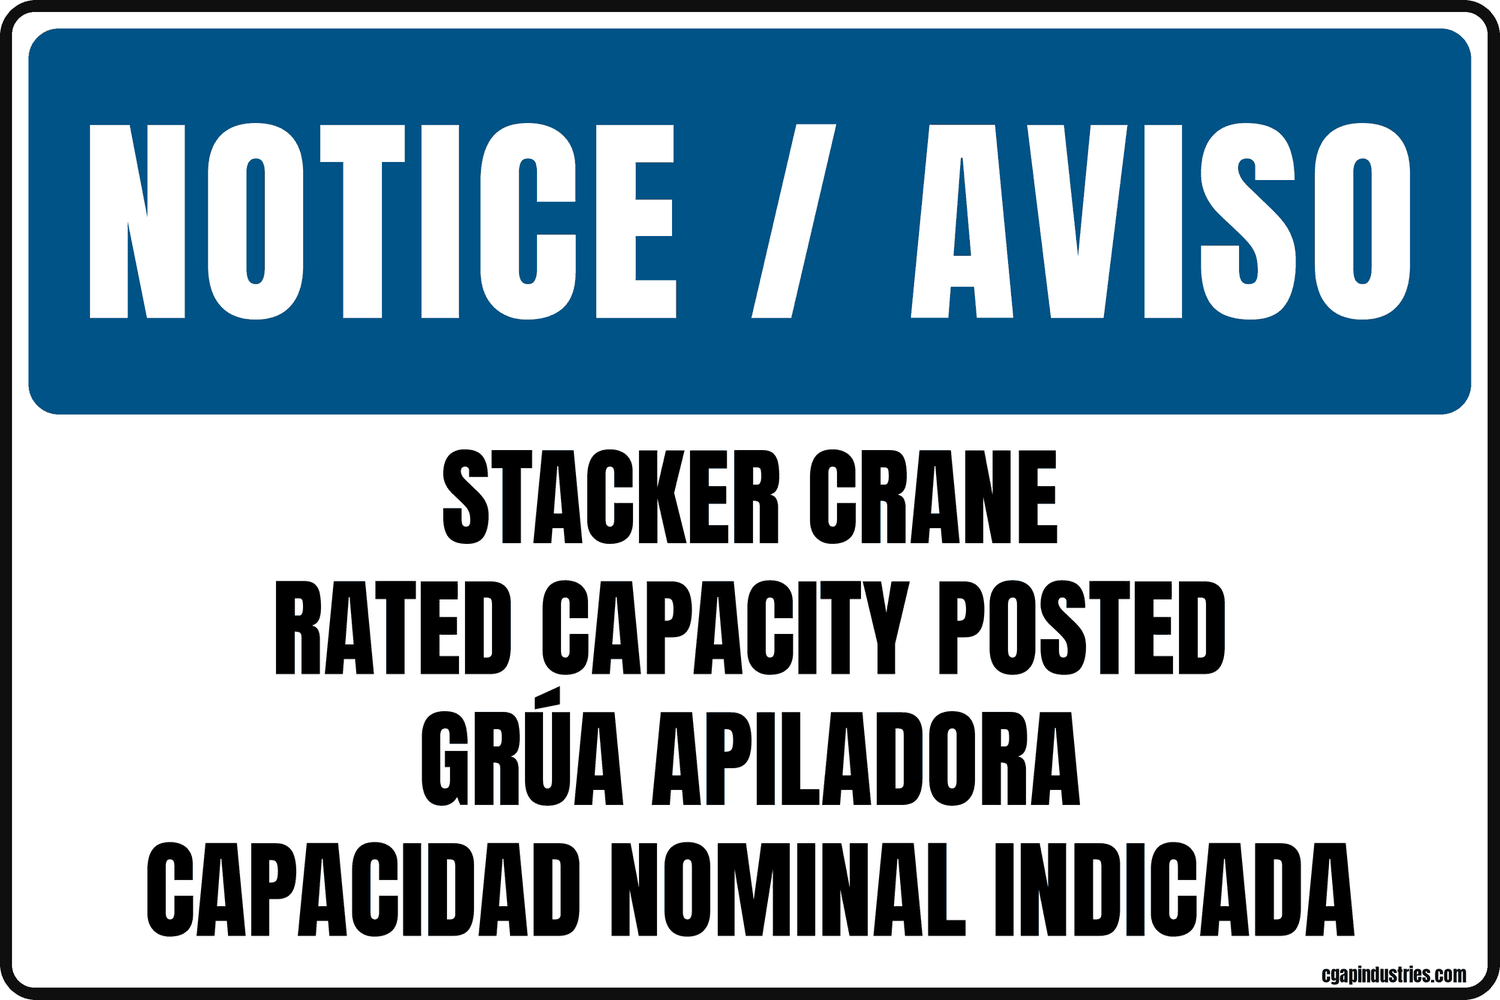 NOTICE / AVISO
STACKER CRANE
RATED CAPACITY POSTED
GRÚA APILADORA
CAPACIDAD NOMINAL INDICADA
cgapindustries.com